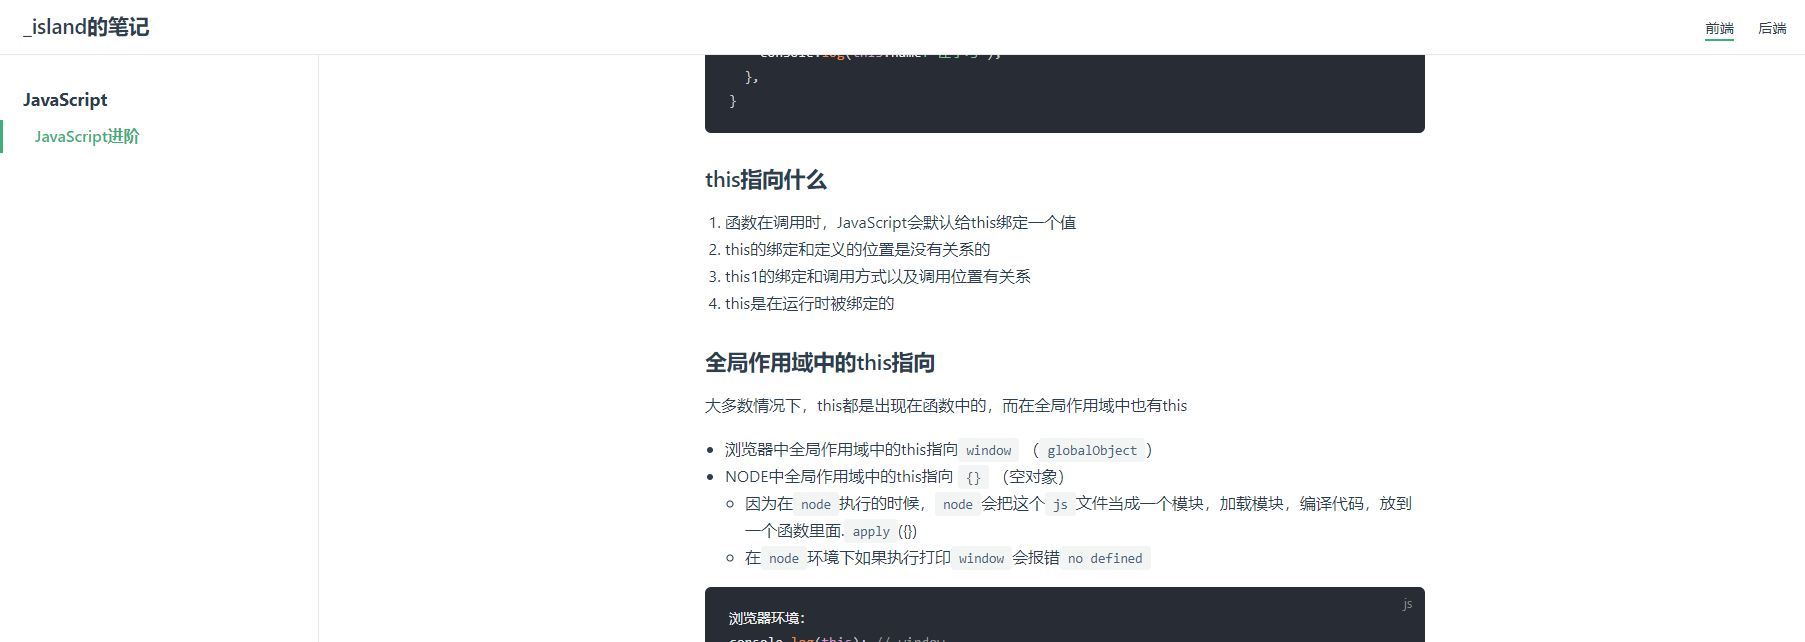 _island的笔记
前端 后端
JavaScript
JavaScript进阶
},
}
this指向什么
1. 函数在调用时，JavaScript会默认给this绑定一个值
2. this的绑定和定义的位置是没有关系的
3. this1的绑定和调用方式以及调用位置有关系
4. this是在运行时被绑定的
全局作用域中的this指向
大多数情况下，this都是出现在函数中的，而在全局作用域中也有this
浏览器中全局作用域中的this指向 window （ globalObject ）
NODE中全局作用域中的this指向 {} （空对象）
因为在 node 执行的时候， node 会把这个 js 文件当成一个模块，加载模块，编译代码，放到
一个函数里面. apply ({})
在 node 环境下如果执行打印 window 会报错 no defined
js
浏览器环境：
console.log(this); // window